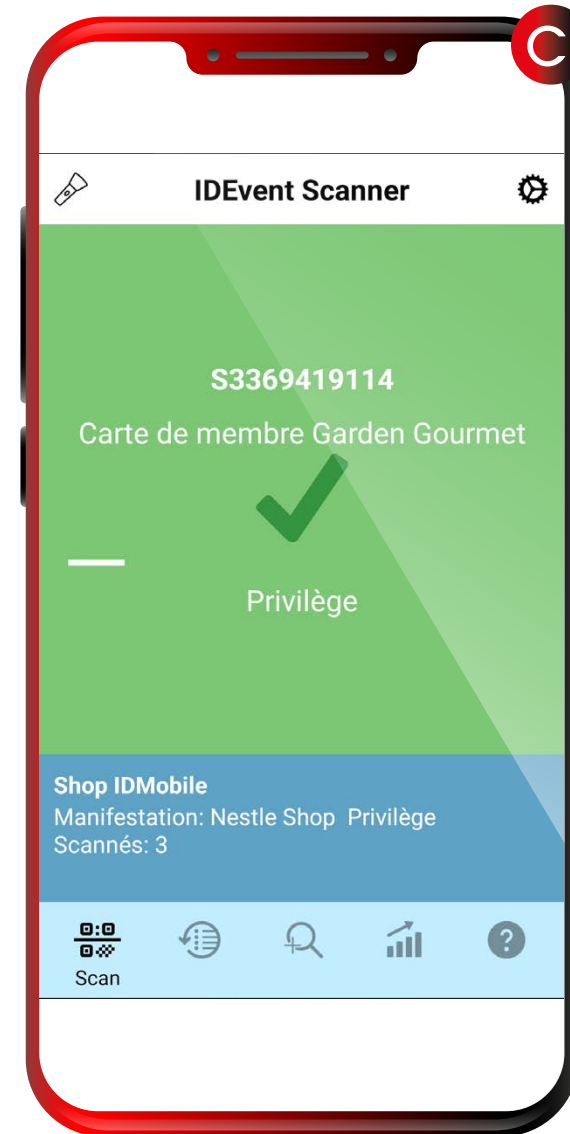 C
IDEvent Scanner
S3369419114
Carte de membre Garden Gourmet
Privilège
Shop IDMobile
Manifestation: Nestle Shop  Privilège
Scannés: 3
Scan
?